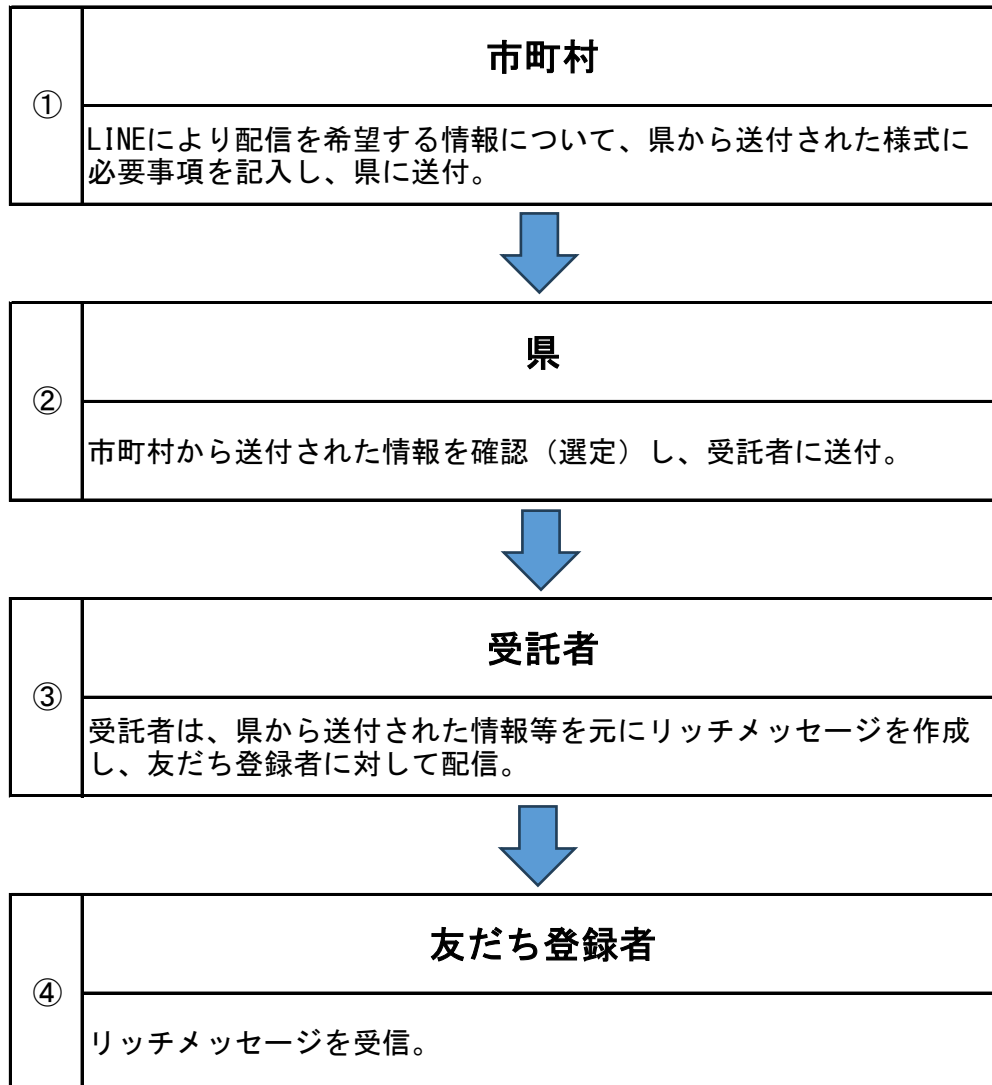 市町村
①
LINEにより配信を希望する情報について、県から送付された様式に
必要事項を記入し、県に送付。
県
②
市町村から送付された情報を確認（選定）し、受託者に送付。
受託者
③
受託者は、県から送付された情報等を元にリッチメッセージを作成
し、友だち登録者に対して配信。
友だち登録者
④
リッチメッセージを受信。